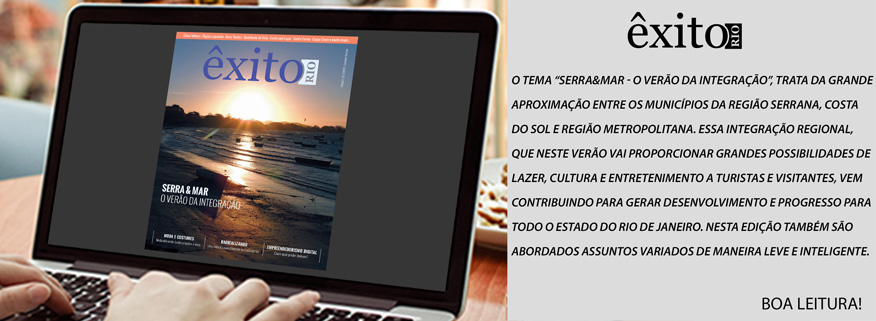 êxito RIO
SERRA & MAR
O VERÃO DA INTEGRAÇÃO
MODA E COSTUMES
RADICALIZANDO
EMPREENDEDORISMO DIGITAL
êxito RIO
O TEMA “SERRA&MAR - O VERÃO DA INTEGRAÇÃO”, TRATA DA GRANDE
APROXIMAÇÃO ENTRE OS MUNICÍPIOS DA REGIÃO SERRANA, COSTA
DO SOL E REGIÃO METROPOLITANA. ESSA INTEGRAÇÃO REGIONAL,
QUE NESTE VERÃO VAI PROPORCIONAR GRANDES POSSIBILIDADES DE
LAZER, CULTURA E ENTRETENIMENTO A TURISTAS E VISITANTES, VEM
CONTRIBUINDO PARA GERAR DESENVOLVIMENTO E PROGRESSO PARA
TODO O ESTADO DO RIO DE JANEIRO. NESTA EDIÇÃO TAMBÉM SÃO
ABORDADOS ASSUNTOS VARIADOS DE MANEIRA LEVE E INTELIGENTE.
BOA LEITURA!